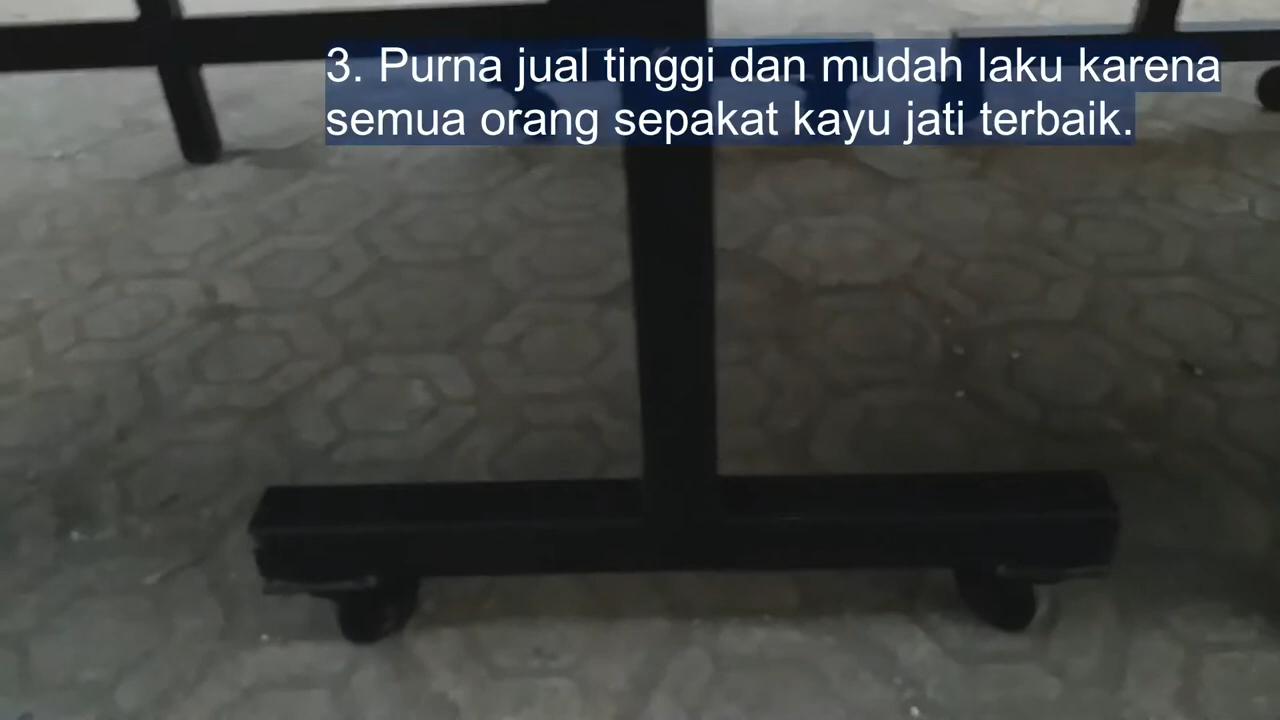 3. Purna jual tinggi dan mudah laku karena
semua orang sepakat kayu jati terbaik.